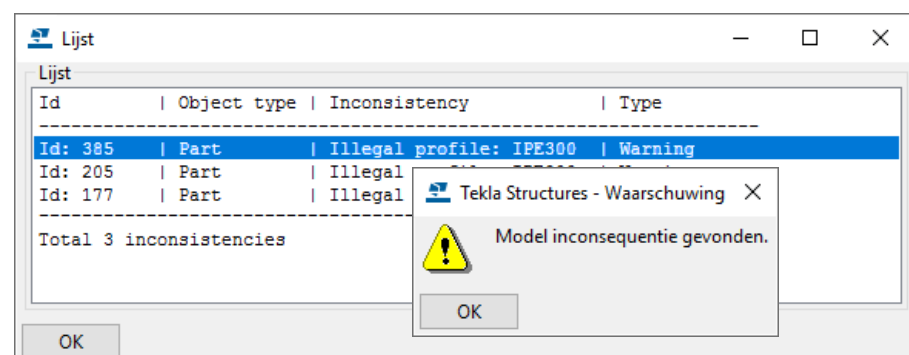 Lijst
Lijst
Id | Object type | Inconsistency | Type
Id: 385 | Part | Illegal profile: IPE300 | Warning
Id: 205 | Part | Illegal
Id: 177 | Part | Illegal
Total 3 inconsistencies
Tekla Structures - Waarschuwing
Model inconsequentie gevonden.
OK
OK